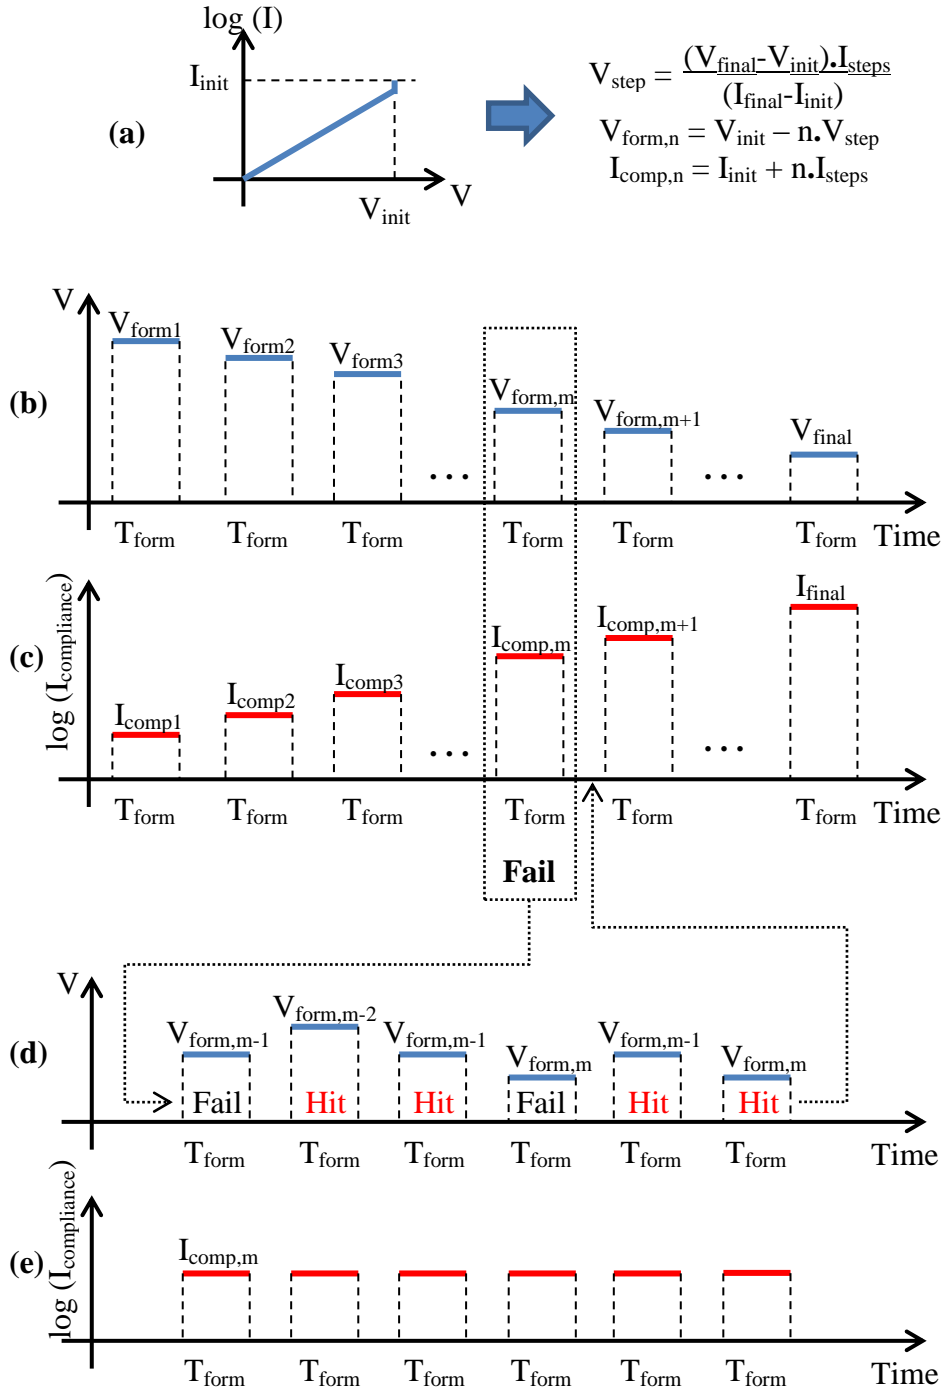 log (I)
I_init
(a)
V_init
V
V_step = (V_final-V_init).I_steps
(I_final-I_init)
V_form,n = V_init – n.V_step
I_comp,n = I_init + n.I_steps
V
V_form1
V_form2
V_form3
V_form,m
V_form,m+1
V_final
(b)
...
...
T_form
T_form
T_form
T_form
T_form
T_form
Time
log (I_compliance)
(c)
I_comp1
I_comp2
I_comp3
I_comp,m
I_comp,m+1
I_final
...
...
T_form
T_form
T_form
T_form
T_form
T_form
Time
Fail
V
(d)
V_form,m-1
V_form,m-2
V_form,m-1
V_form,m
V_form,m-1
V_form,m
Fail
Hit
Hit
Fail
Hit
Hit
T_form
T_form
T_form
T_form
T_form
T_form
Time
log (I_compliance)
(e)
I_comp,m
T_form
T_form
T_form
T_form
T_form
T_form
Time